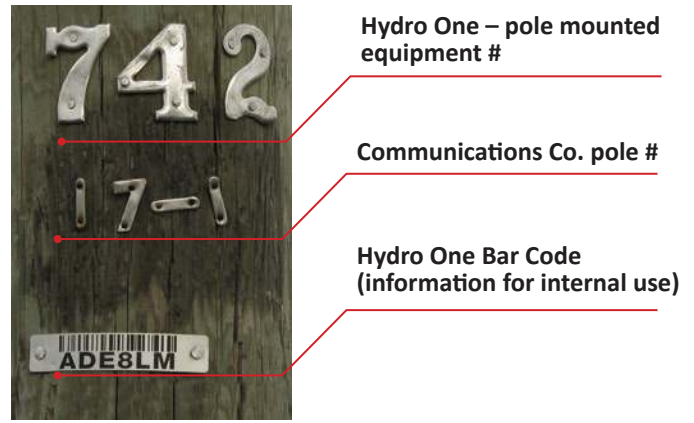 742
Hydro One – pole mounted
equipment #
17-1
Communications Co. pole #
Hydro One Bar Code
(information for internal use)
ADE8LM